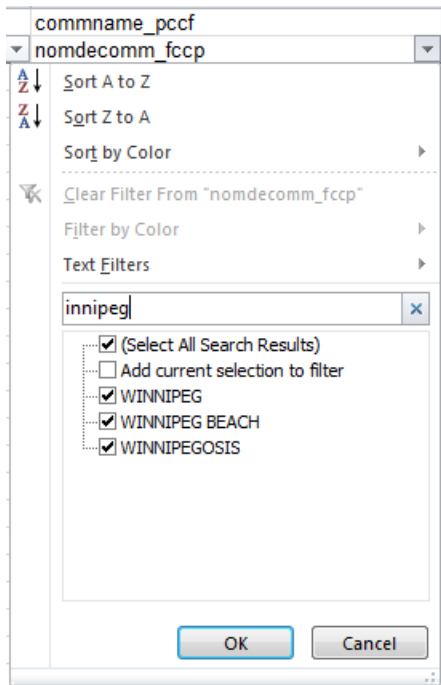 commname_pccf
nomdecomm_fccp
Sort A to Z
Sort Z to A
Sort by Color
Clear Filter From "nomdecomm_fccp"
Filter by Color
Text Filters
innipeg
(Select All Search Results)
Add current selection to filter
WINNIPEG
WINNIPEG BEACH
WINNIPEGOSIS
OK Cancel